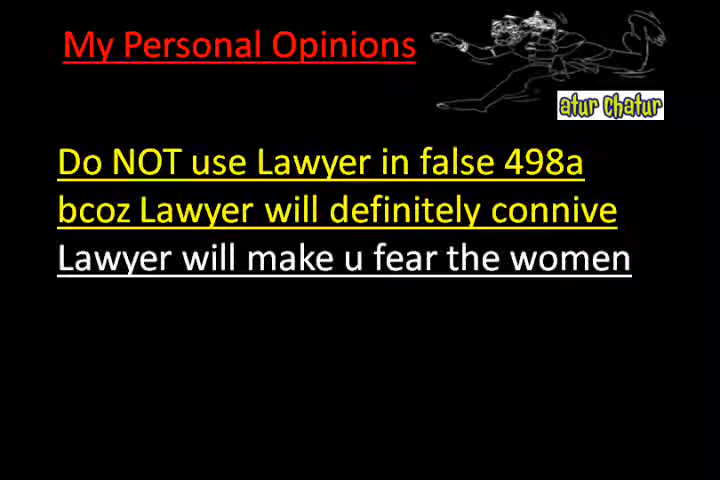 My Personal Opinions
atur chatur
Do NOT use Lawyer in false 498a
bcoz Lawyer will definitely connive
Lawyer will make u fear the women